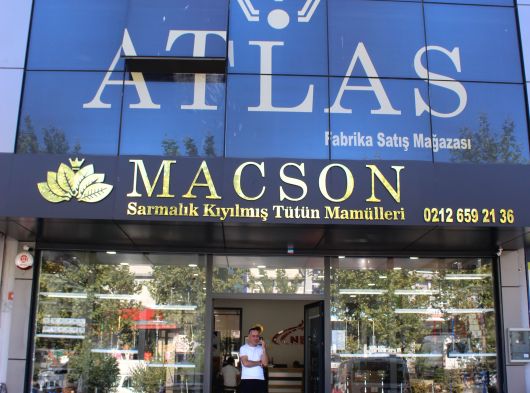 ATLAS
Fabrika Satış Mağazası
MACSON
Sarmalık Kıyılmış Tütün Mamülleri 0212 659 21 36